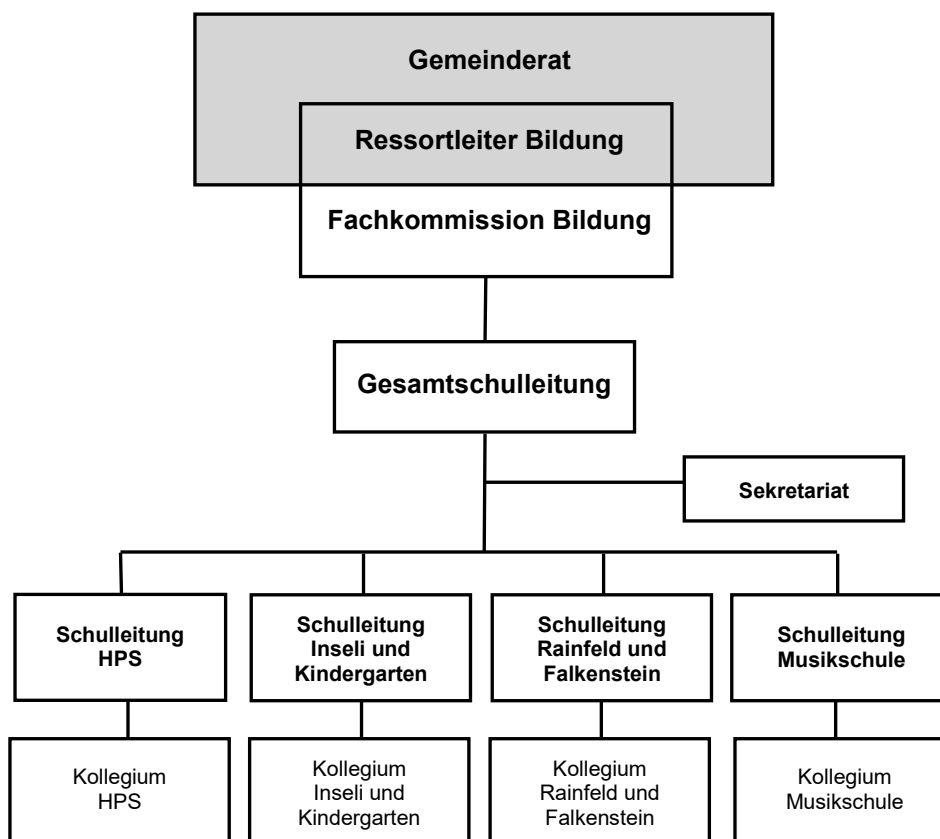 Gemeinderat
Ressortleiter Bildung
Fachkommission Bildung
Gesamtschulleitung
Sekretariat
Schulleitung
HPS
Schulleitung
Inseli und
Kindergarten
Schulleitung
Rainfeld und
Falkenstein
Schulleitung
Musikschule
Kollegium
HPS
Kollegium
Inseli und
Kindergarten
Kollegium
Rainfeld und
Falkenstein
Kollegium
Musikschule